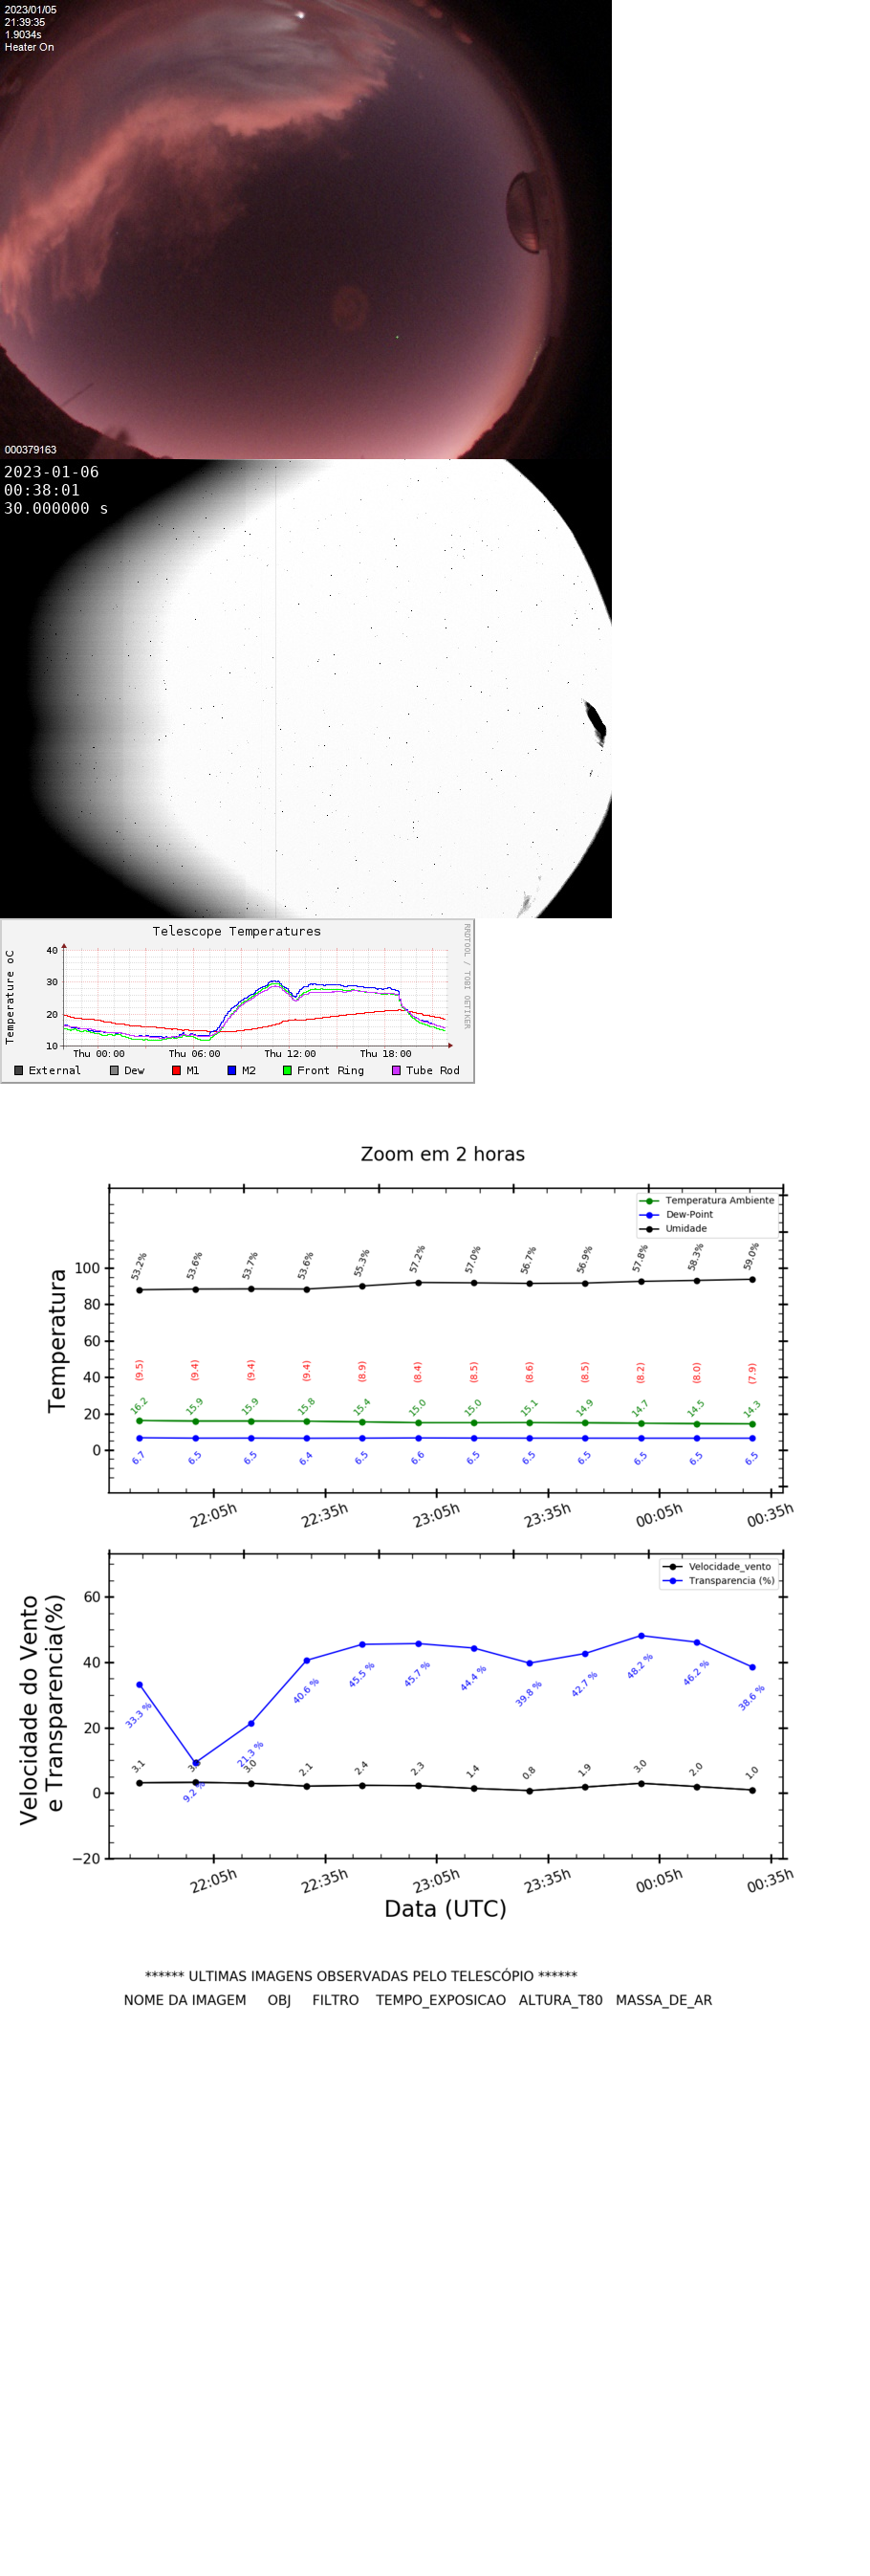 2023/01/05
21:39:35
1.9034s
Heater On
000379163
2023-01-06
00:38:01
30.000000 s
Telescope Temperatures
RRDTOOL / TOBI OETIKER
Temperature oC
40
30
20
10
Thu 00:00 Thu 06:00 Thu 12:00 Thu 18:00
External Dew M1 M2 Front Ring Tube Rod
Zoom em 2 horas
Temperatura Ambiente
Dew-Point
Umidade
Temperatura
100
80
60
40
20
0
53.2% 53.6% 53.7% 53.6% 55.3% 57.2% 57.0% 56.7% 56.9% 57.8% 58.3% 59.0%
(9.5) (9.4) (9.4) (9.4) (8.9) (8.4) (8.5) (8.6) (8.5) (8.2) (8.0) (7.9)
16.2 15.9 15.9 15.8 15.4 15.0 15.0 15.1 14.9 14.7 14.5 14.3
6.7 6.5 6.5 6.4 6.5 6.6 6.5 6.5 6.5 6.5 6.5 6.5
22:05h 22:35h 23:05h 23:35h 00:05h 00:35h
Velocidade_vento
Transparencia (%)
Velocidade do Vento
e Transparencia(%)
60
40
20
0
−20
33.3 % 9.2 % 21.3 % 40.6 % 45.5 % 45.7 % 44.4 % 39.8 % 42.7 % 48.2 % 46.2 % 38.6 %
3.1 3.0 2.1 2.4 2.3 1.4 0.8 1.9 3.0 2.0 1.0
22:05h 22:35h 23:05h 23:35h 00:05h 00:35h
Data (UTC)
****** ULTIMAS IMAGENS OBSERVADAS PELO TELESCÓPIO ******
NOME DA IMAGEM OBJ FILTRO TEMPO_EXPOSICAO ALTURA_T80 MASSA_DE_AR